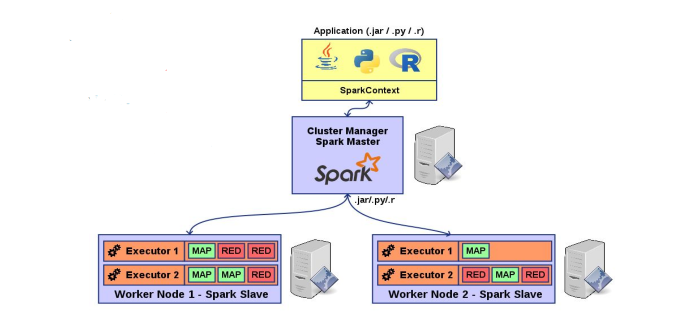 Application (.jar / .py / .r)
Java
R
SparkContext
Cluster Manager
Spark Master
Spark
.jar/.py/.r
Executor 1 MAP RED RED
Executor 2 MAP MAP RED
Worker Node 1 - Spark Slave
Executor 1 MAP
Executor 2 RED MAP RED
Worker Node 2 - Spark Slave